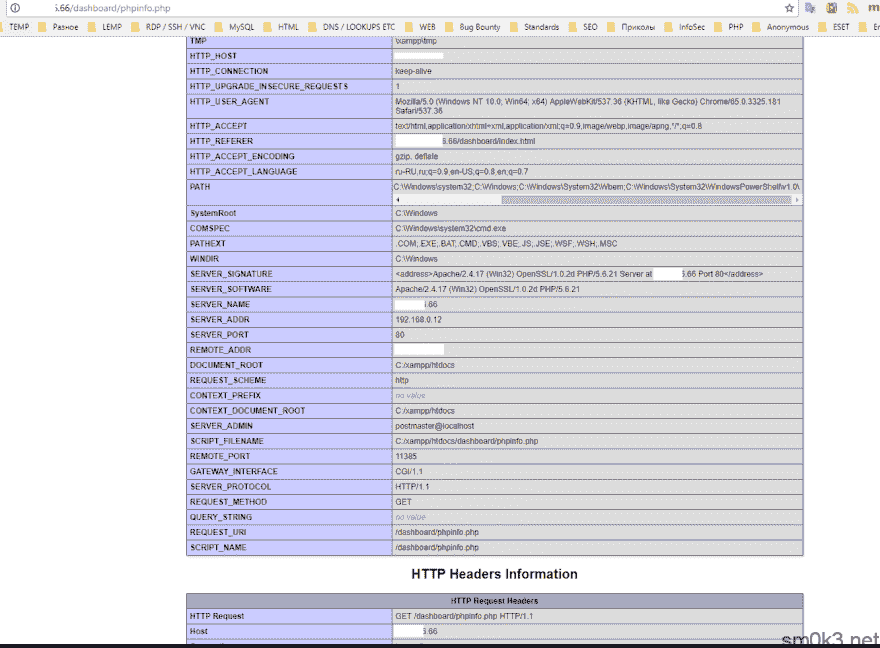 .66/dashboard/phpinfo.php
TEMP Разное LEMP RDP / SSH / VNC MySQL HTML DNS / LOOKUPS ETC WEB Bug Bounty Standards SEO Приколы InfoSec PHP Anonymous ESET En
TMP \xampp\tmp
HTTP_HOST
HTTP_CONNECTION keep-alive
HTTP_UPGRADE_INSECURE_REQUESTS 1
HTTP_USER_AGENT Mozilla/5.0 (Windows NT 10.0; Win64; x64) AppleWebKit/537.36 (KHTML, like Gecko) Chrome/65.0.3325.181
Safari/537.36
HTTP_ACCEPT text/html,application/xhtml+xml,application/xml;q=0.9,image/webp,image/apng,*/*;q=0.8
HTTP_REFERER 6.66/dashboard/index.html
HTTP_ACCEPT_ENCODING gzip, deflate
HTTP_ACCEPT_LANGUAGE ru-RU,ru;q=0.9,en-US;q=0.8,en;q=0.7
PATH C:\Windows\system32;C:\Windows;C:\Windows\System32\Wbem;C:\Windows\System32\WindowsPowerShell\v1.0\
SystemRoot C:\Windows
COMSPEC C:\Windows\system32\cmd.exe
PATHEXT .COM;.EXE;.BAT;.CMD;.VBS;.VBE;.JS;.JSE;.WSF;.WSH;.MSC
WINDIR C:\Windows
SERVER_SIGNATURE <address>Apache/2.4.17 (Win32) OpenSSL/1.0.2d PHP/5.6.21 Server at .66 Port 80</address>
SERVER_SOFTWARE Apache/2.4.17 (Win32) OpenSSL/1.0.2d PHP/5.6.21
SERVER_NAME .66
SERVER_ADDR 192.168.0.12
SERVER_PORT 80
REMOTE_ADDR
DOCUMENT_ROOT C:/xampp/htdocs
REQUEST_SCHEME http
CONTEXT_PREFIX no value
CONTEXT_DOCUMENT_ROOT C:/xampp/htdocs
SERVER_ADMIN postmaster@localhost
SCRIPT_FILENAME C:/xampp/htdocs/dashboard/phpinfo.php
REMOTE_PORT 11385
GATEWAY_INTERFACE CGI/1.1
SERVER_PROTOCOL HTTP/1.1
REQUEST_METHOD GET
QUERY_STRING no value
REQUEST_URI /dashboard/phpinfo.php
SCRIPT_NAME /dashboard/phpinfo.php
HTTP Headers Information
HTTP Request Headers
HTTP Request GET /dashboard/phpinfo.php HTTP/1.1
Host .66
sm0k3.net